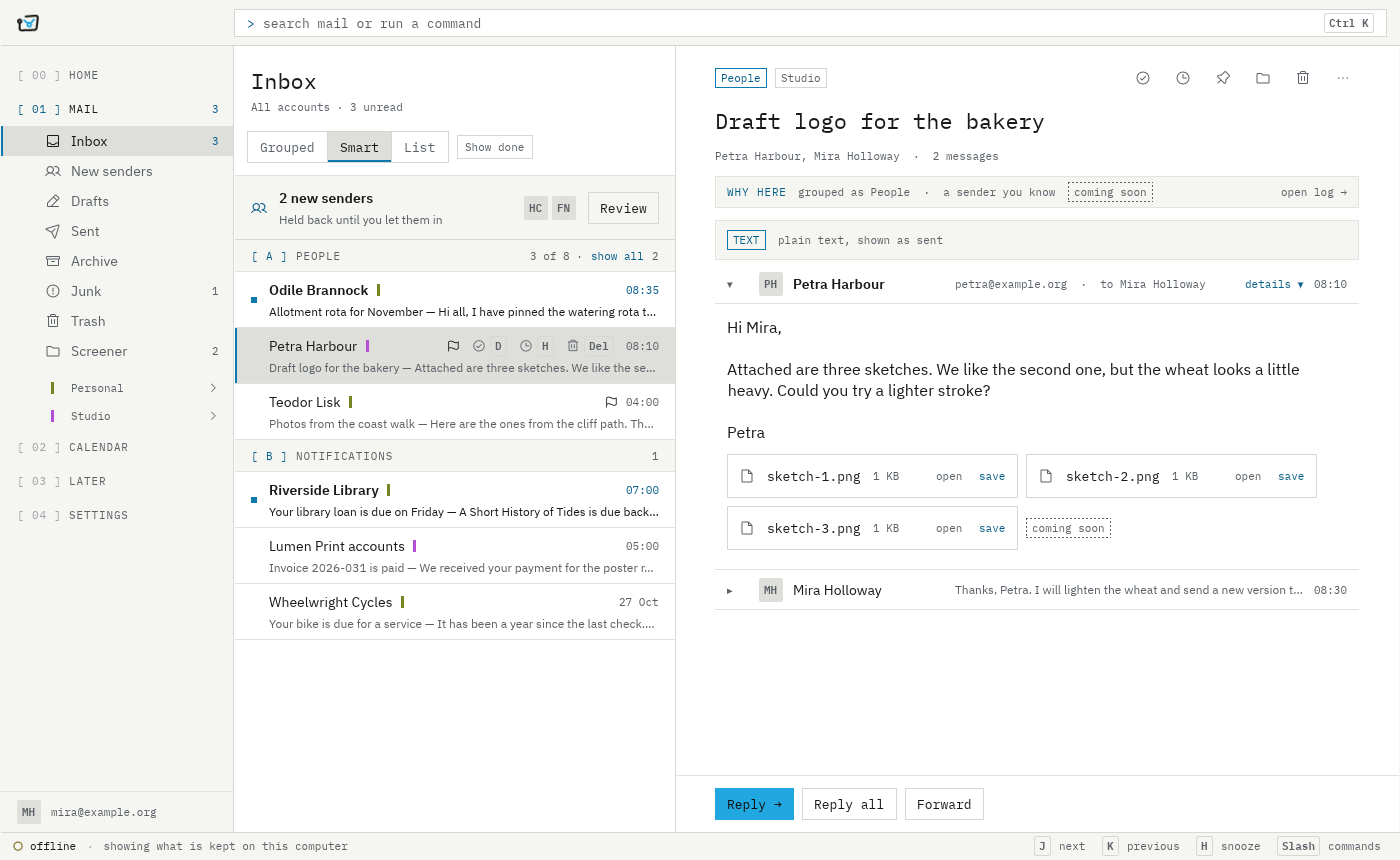 > search mail or run a command Ctrl K
[ 00 ] HOME
[ 01 ] MAIL 3
Inbox 3
New senders
Drafts
Sent
Archive
Junk 1
Trash
Screener 2
Personal
Studio
[ 02 ] CALENDAR
[ 03 ] LATER
[ 04 ] SETTINGS
MH mira@example.org
Inbox
All accounts · 3 unread
Grouped Smart List Show done
2 new senders
Held back until you let them in
HC FN Review
[ A ] PEOPLE 3 of 8 · show all 2
Odile Brannock 08:35
Allotment rota for November — Hi all, I have pinned the watering rota t...
Petra Harbour D H Del 08:10
Draft logo for the bakery — Attached are three sketches. We like the se...
Teodor Lisk 04:00
Photos from the coast walk — Here are the ones from the cliff path. Th...
[ B ] NOTIFICATIONS 1
Riverside Library 07:00
Your library loan is due on Friday — A Short History of Tides is due back...
Lumen Print accounts 05:00
Invoice 2026-031 is paid — We received your payment for the poster r...
Wheelwright Cycles 27 Oct
Your bike is due for a service — It has been a year since the last check....
People Studio ...
Draft logo for the bakery
Petra Harbour, Mira Holloway · 2 messages
WHY HERE grouped as People · a sender you know coming soon open log →
TEXT plain text, shown as sent
▾ PH Petra Harbour petra@example.org · to Mira Holloway details ▾ 08:10
Hi Mira,
Attached are three sketches. We like the second one, but the wheat looks a little
heavy. Could you try a lighter stroke?
Petra
sketch-1.png 1 KB open save sketch-2.png 1 KB open save
sketch-3.png 1 KB open save coming soon
▸ MH Mira Holloway Thanks, Petra. I will lighten the wheat and send a new version t... 08:30
Reply → Reply all Forward
offline · showing what is kept on this computer J next K previous H snooze Slash commands